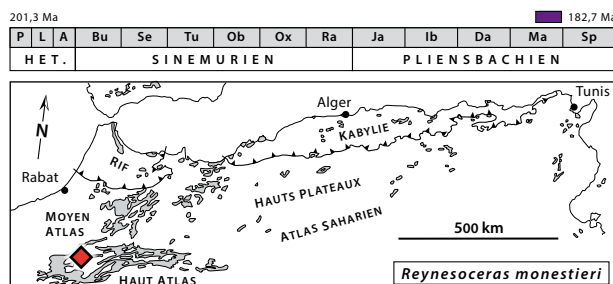 201,3 Ma 182,7 Ma
P L A Bu Se Tu Ob Ox Ra Ja Ib Da Ma Sp
HET. SINEMURIEN PLIENSBACHIEN
Tunis
Alger
N
KABYLIE
RIF
Rabat
HAUTS PLATEAUX
MOYEN
ATLAS
ATLAS SAHARIEN
500 km
HAUT ATLAS
Reynesoceras monestieri